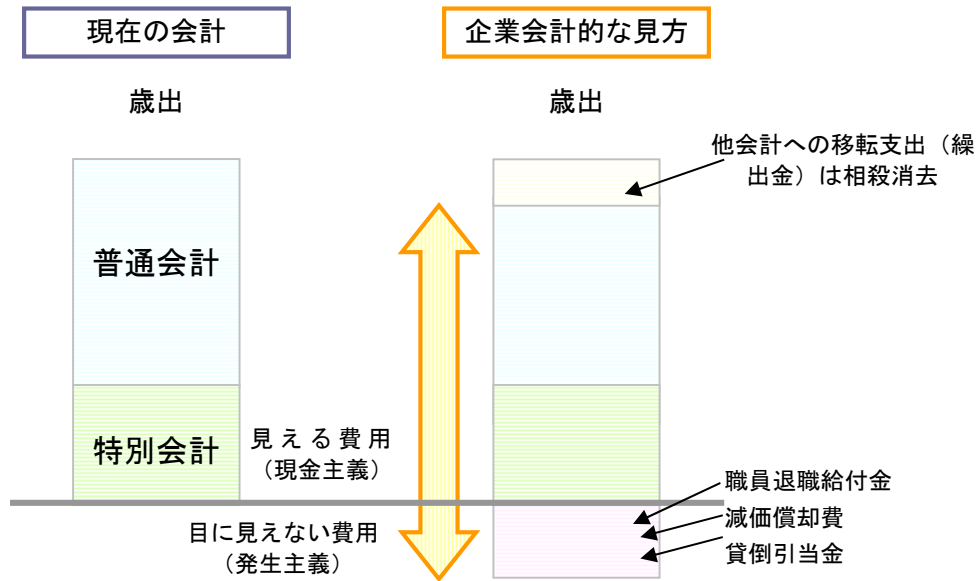 現在の会計
企業会計的な見方
歳出
歳出
他会計への移転支出（繰
出金）は相殺消去
普通会計
特別会計
見える費用
（現金主義）
目に見えない費用
（発生主義）
職員退職給付金
減価償却費
貸倒引当金